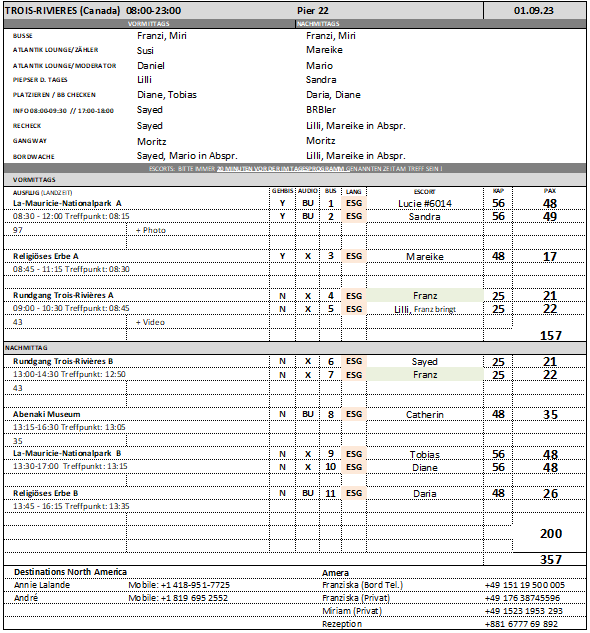 TROIS-RIVIERES (Canada) 08:00-23:00 Pier 22 01.09.23
VORMITTAGS NACHMITTAGS
BUSSE Franzi, Miri Franzi, Miri
ATLANTIK LOUNGE/ZÄHLER Susi Mareike
ATLANTIK LOUNGE/MODERATOR Daniel Mario
PIEPSER D. TAGES Lilli Sandra
PLATZIEREN / BB CHECKEN Diane, Tobias Daria, Diane
INFO 08:00-09:30 // 17:00-18:00 Sayed BRBler
RECHECK Sayed Lilli, Mareike in Abspr.
GANGWAY Moritz Moritz
BORDWACHE Sayed, Mario in Abspr. Lilli, Mareike in Abspr.
ESCORTS: BITTE IMMER 20 MINUTEN VOR DER IM TAGESPROGRAMM GENANNTEN ZEIT AM TREFF SEIN !
VORMITTAGS
AUSFLUG (LANDZEIT) GEHBIS AUDIO BUS LANG ESCORT KAP PAX
La-Mauricie-Nationalpark A Y BU 1 ESG Lucie #6014 56 48
08:30 - 12:00 Treffpunkt: 08:15 Y BU 2 ESG Sandra 56 49
97 + Photo
Religiöses Erbe A Y X 3 ESG Mareike 48 17
08:45 - 11:15 Treffpunkt: 08:30
Rundgang Trois-Rivières A N X 4 ESG Franz 25 21
09:00 - 10:30 Treffpunkt: 08:45 N X 5 ESG Lilli, Franz bringt 25 22
43 + Video
157
NACHMITTAG
Rundgang Trois-Rivières B N X 6 ESG Sayed 25 21
13:00-14:30 Treffpunkt: 12:50 N X 7 ESG Franz 25 22
43
Abenaki Museum N BU 8 ESG Catherin 48 35
13:15-16:30 Treffpunkt: 13:05
35
La-Mauricie-Nationalpark B N X 9 ESG Tobias 56 48
13:30-17:00 Treffpunkt: 13:15 N X 10 ESG Diane 56 48
Religiöses Erbe B N BU 11 ESG Daria 48 26
13:45 - 16:15 Treffpunkt: 13:35
200
357
Destinations North America Amera
Annie Lalande Mobile: +1 418-951-7725 Franziska (Bord Tel.) +49 151 19 500 005
André Mobile: +1 819 695 2552 Franziska (Privat) +49 176 38745596
Miriam (Privat) +49 1523 1953 293
Rezeption +881 6777 69 892